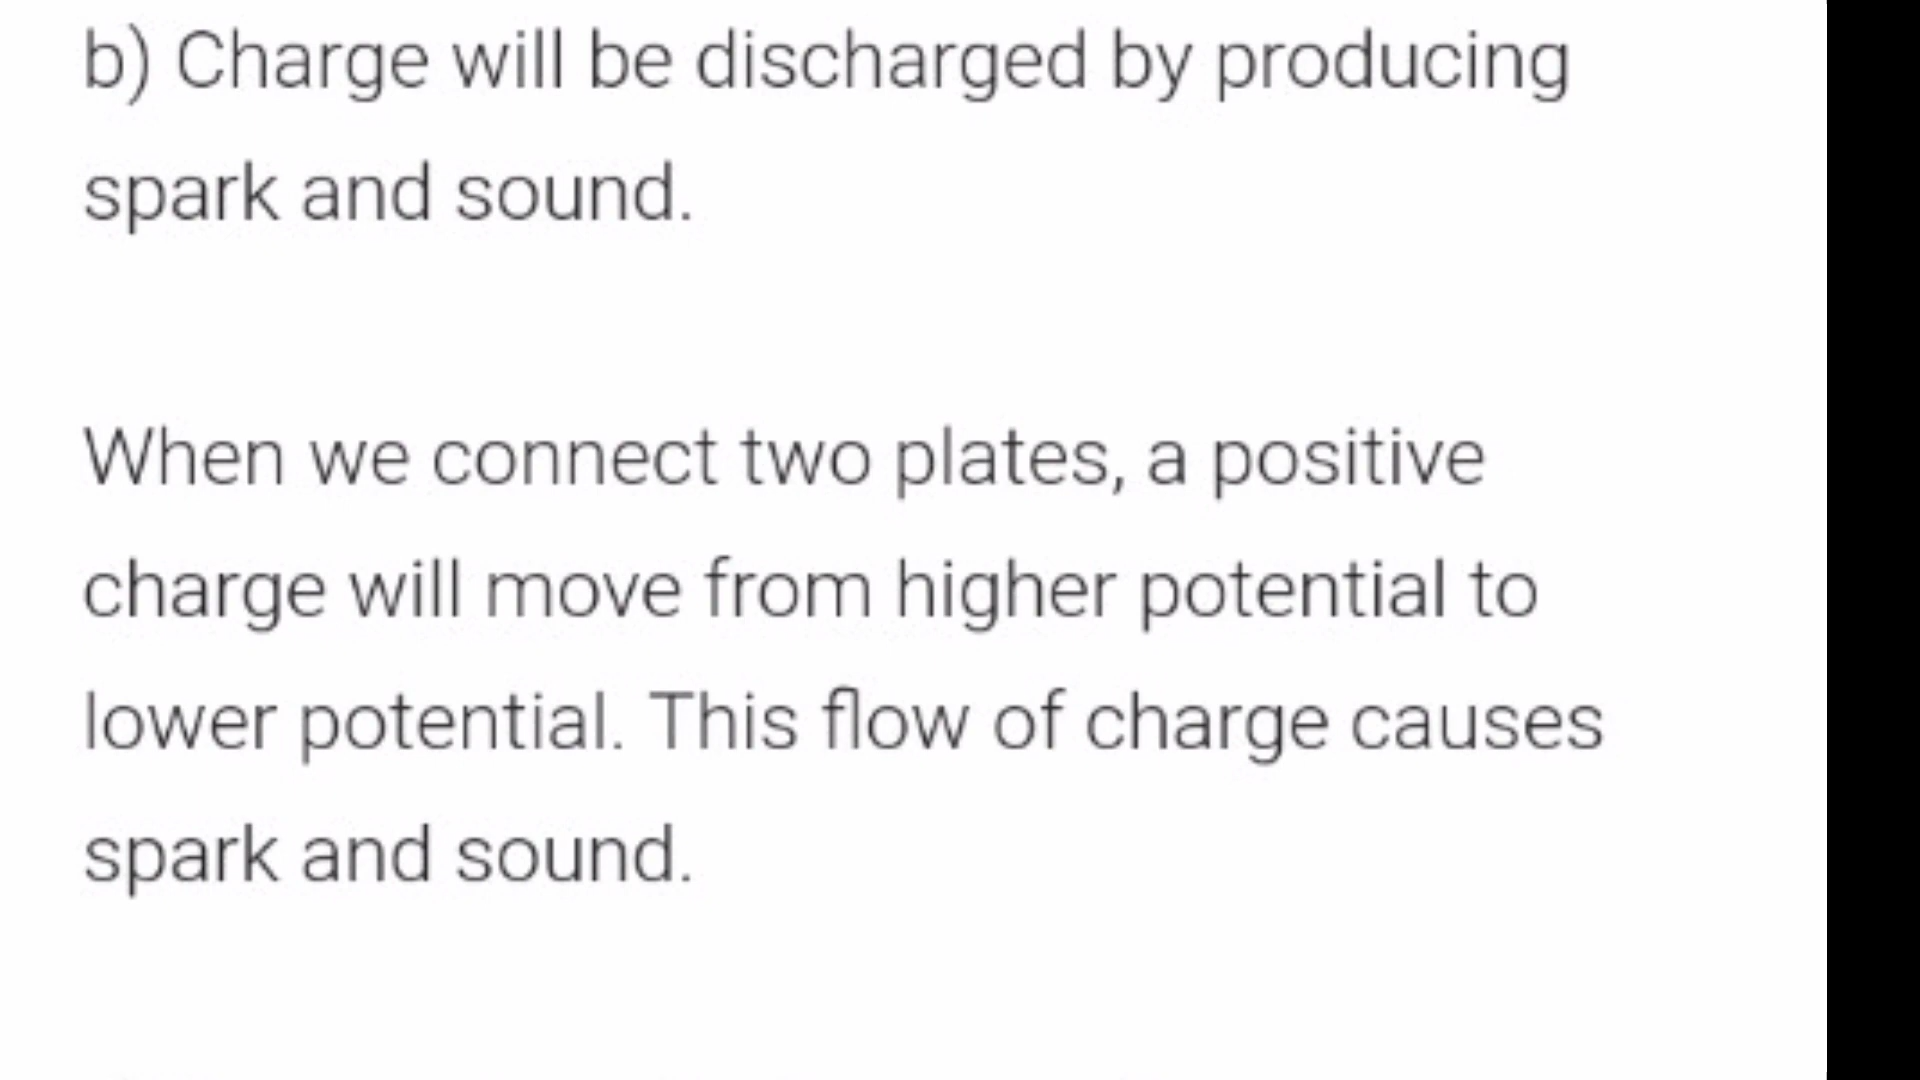 b) Charge will be discharged by producing
spark and sound.
When we connect two plates, a positive
charge will move from higher potential to
lower potential. This flow of charge causes
spark and sound.